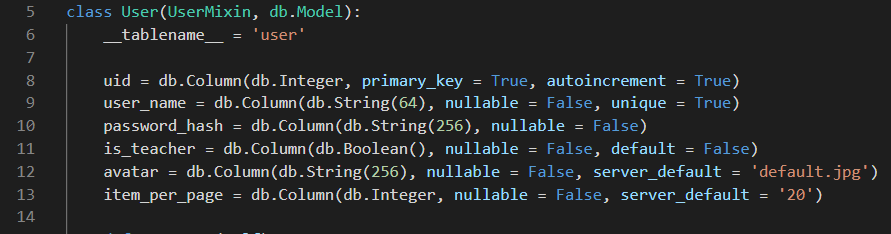 5 class User(UserMixin, db.Model):
6 __tablename__ = 'user'
7
8 uid = db.Column(db.Integer, primary_key = True, autoincrement = True)
9 user_name = db.Column(db.String(64), nullable = False, unique = True)
10 password_hash = db.Column(db.String(256), nullable = False)
11 is_teacher = db.Column(db.Boolean(), nullable = False, default = False)
12 avatar = db.Column(db.String(256), nullable = False, server_default = 'default.jpg')
13 item_per_page = db.Column(db.Integer, nullable = False, server_default = '20')
14